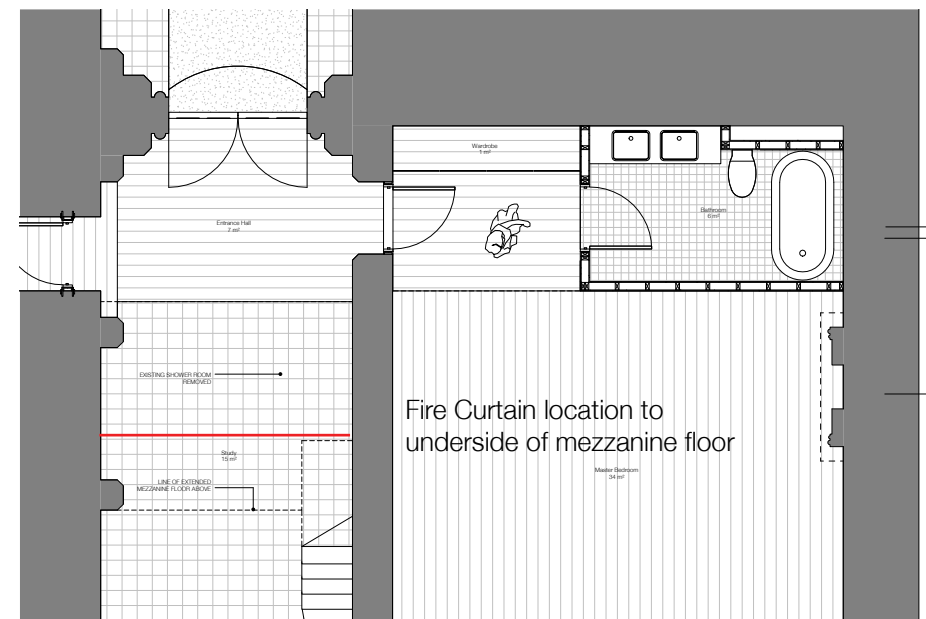 Wardrobe
1 m²
Bathroom
6 m²
Entrance Hall
7 m²
EXISTING SHOWER ROOM
REMOVED
Fire Curtain location to
underside of mezzanine floor
Study
15 m²
Master Bedroom
34 m²
LINE OF EXTENDED
MEZZANINE FLOOR ABOVE